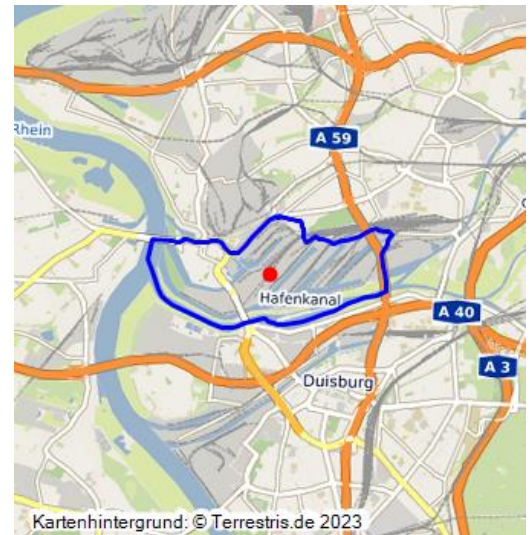 Rhein
A 59
Hafenkanal
A 40
A 3
Duisburg
Kartenhintergrund: © Terrestris.de 2023